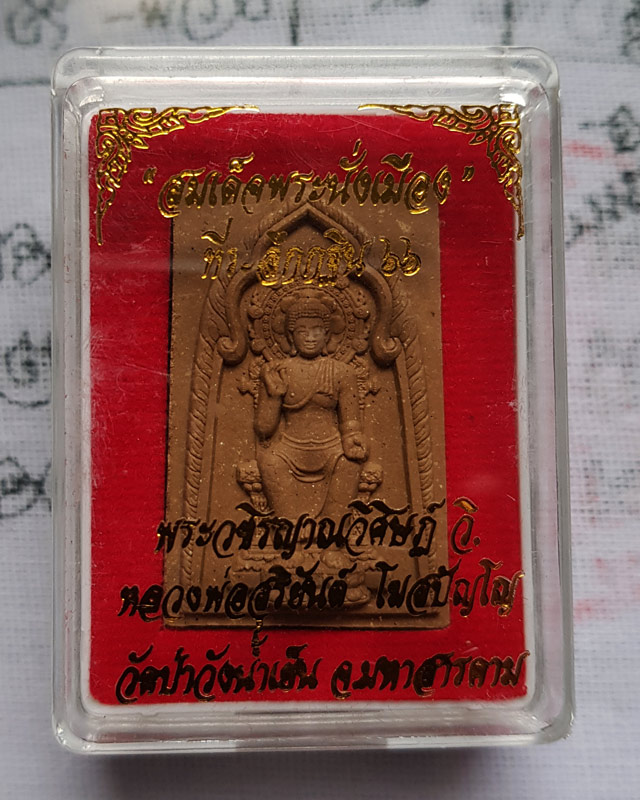 "สมเด็จพระนั่งเมือง"
ที่ระลึกกฐิน ๖๖
พระวชิรญาณวิศิษฏ์ วิ.
หลวงพ่อสุริยันต์ โฆสปัญโญ
วัดป่าวังน้ำเย็น จ.มหาสารคาม